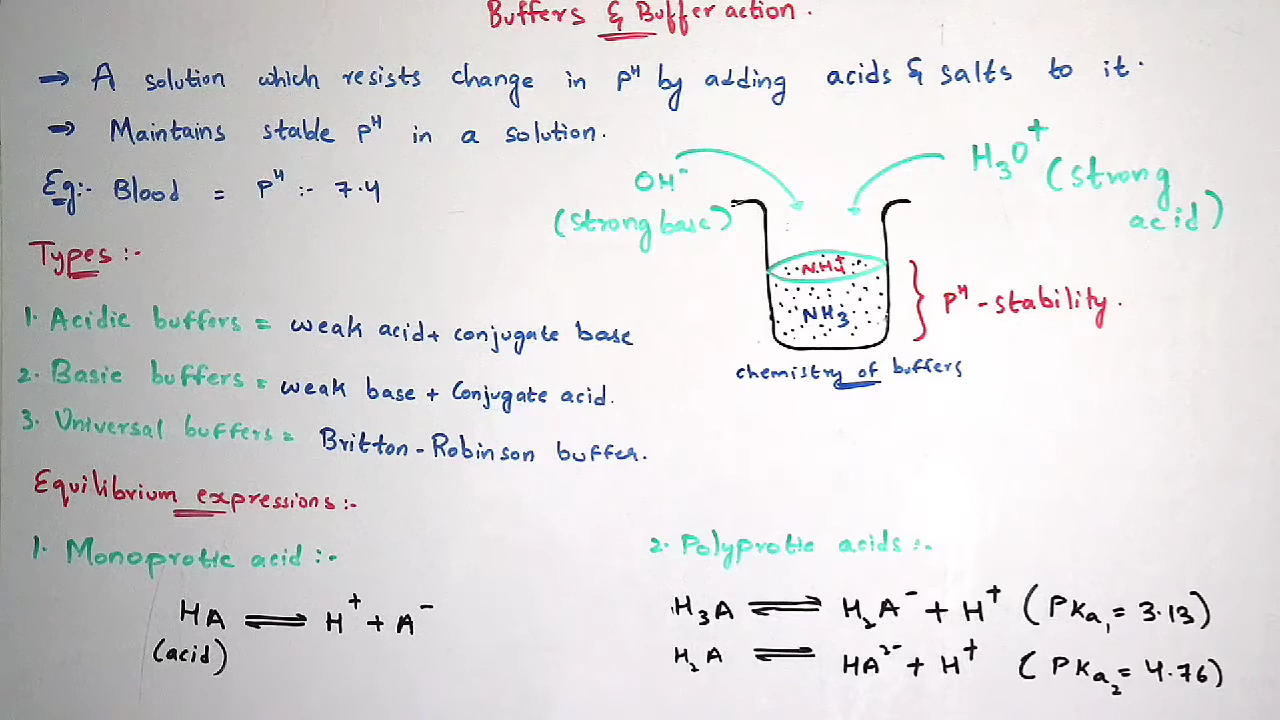 Buffers & Buffer action.
⇒ A solution which resists change in pᴴ by adding acids & salts to it.
⇒ Maintains stable pᴴ in a solution.
Eg:- Blood = pᴴ :- 7.4
OH⁻
(strong base)
H₃O⁺ (strong
acid)
NH₄⁺
NH₃
} pᴴ-stability.
chemistry of buffers
Types :-
1. Acidic buffers = weak acid + conjugate base
2. Basic buffers = weak base + Conjugate acid.
3. Universal buffers = Britton-Robinson buffer.
Equilibrium expressions :-
1. Monoprotic acid :-
HA ⇌ H⁺ + A⁻
(acid)
2. Polyprotic acids :-
H₃A ⇌ H₂A⁻ + H⁺ (PKa₁ = 3.13)
H₂A ⇌ HA²⁻ + H⁺ (PKa₂ = 4.76)